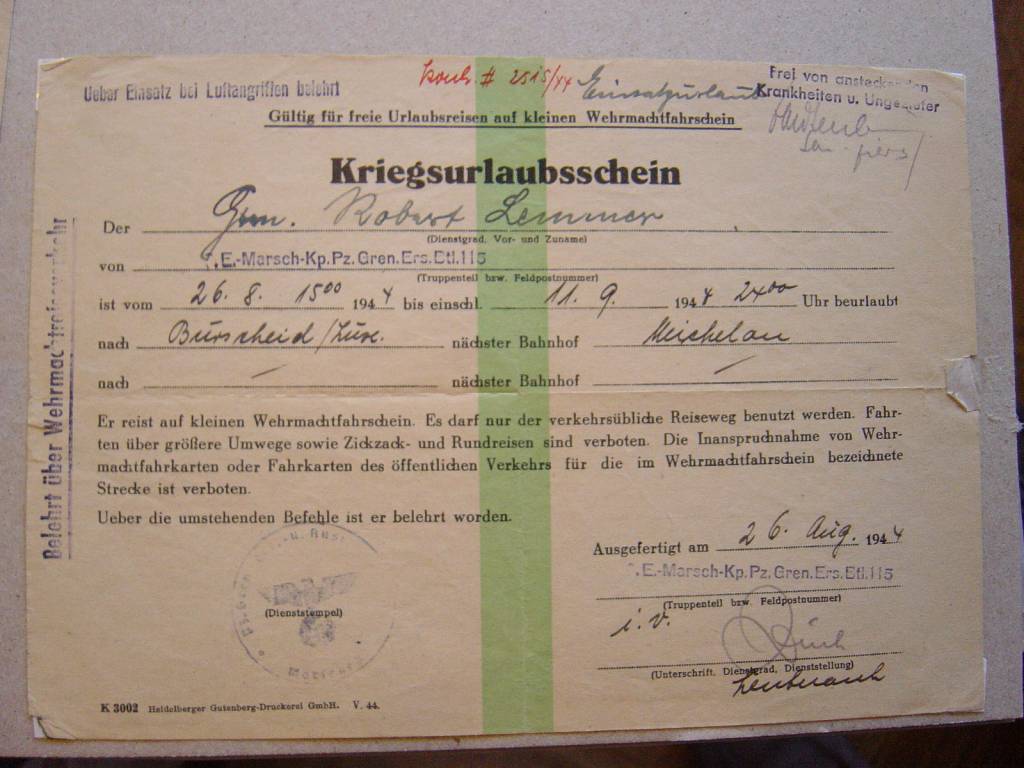 Ueber Einsatz bei Luftangriffen belehrt
# 2515/44
Einsatzurlaub
Frei von ansteckenden
Krankheiten u. Ungeziefer
Gültig für freie Urlaubsreisen auf kleinen Wehrmachtfahrschein
Kriegsurlaubsschein
Der Gren. Robert Lemmer
(Dienstgrad, Vor- und Zuname)
von .E.-Marsch-Kp.Pz.Gren.Ers.Btl.115
(Truppenteil bzw. Feldpostnummer)
ist vom 26. 8. 15⁰⁰ 1944 bis einschl. 11. 9. 1944 24⁰⁰ Uhr beurlaubt
nach Burscheid/Lux. nächster Bahnhof Michelau
nach — nächster Bahnhof —
Er reist auf kleinen Wehrmachtfahrschein. Es darf nur der verkehrsübliche Reiseweg benutzt werden. Fahr-
ten über größere Umwege sowie Zickzack- und Rundreisen sind verboten. Die Inanspruchnahme von Wehr-
machtfahrkarten oder Fahrkarten des öffentlichen Verkehrs für die im Wehrmachtfahrschein bezeichnete
Strecke ist verboten.
Ueber die umstehenden Befehle ist er belehrt worden.
Ausgefertigt am 26. Aug. 1944
.E.-Marsch-Kp.Pz.Gren.Ers.Btl.115
(Truppenteil bzw. Feldpostnummer)
i.V.
(Dienststempel)
(Unterschrift, Dienstgrad, Dienststellung)
Leutnant
K 3002 Heidelberger Gutenberg-Druckerei GmbH. V. 44.
Belehrt über Wehrmachtreiseverkehr